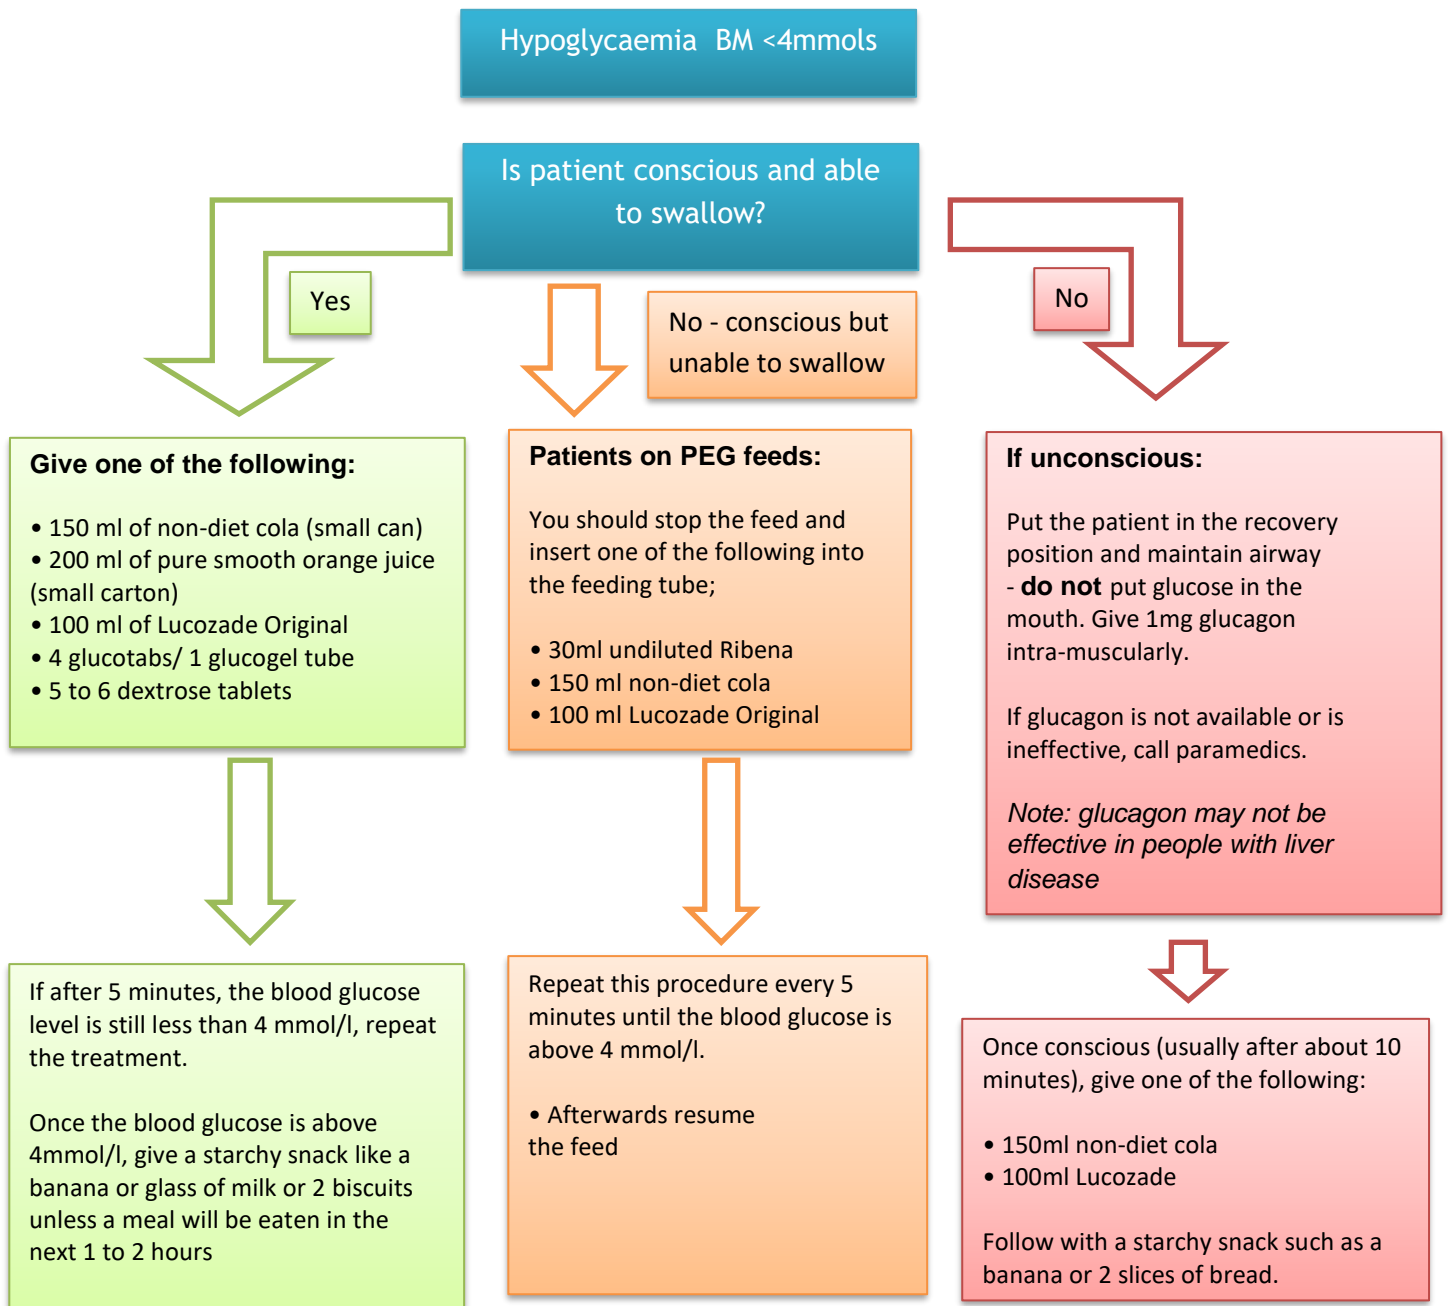 Hypoglycaemia  BM <4mmols
Is patient conscious and able
to swallow?
Yes
No - conscious but
unable to swallow
No
Give one of the following:
• 150 ml of non-diet cola (small can)
• 200 ml of pure smooth orange juice
(small carton)
• 100 ml of Lucozade Original
• 4 glucotabs/ 1 glucogel tube
• 5 to 6 dextrose tablets
Patients on PEG feeds:
You should stop the feed and
insert one of the following into
the feeding tube;
• 30ml undiluted Ribena
• 150 ml non-diet cola
• 100 ml Lucozade Original
If unconscious:
Put the patient in the recovery
position and maintain airway
- do not put glucose in the
mouth. Give 1mg glucagon
intra-muscularly.
If glucagon is not available or is
ineffective, call paramedics.
Note: glucagon may not be
effective in people with liver
disease
If after 5 minutes, the blood glucose
level is still less than 4 mmol/l, repeat
the treatment.
Once the blood glucose is above
4mmol/l, give a starchy snack like a
banana or glass of milk or 2 biscuits
unless a meal will be eaten in the
next 1 to 2 hours
Repeat this procedure every 5
minutes until the blood glucose is
above 4 mmol/l.
• Afterwards resume
the feed
Once conscious (usually after about 10
minutes), give one of the following:
• 150ml non-diet cola
• 100ml Lucozade
Follow with a starchy snack such as a
banana or 2 slices of bread.